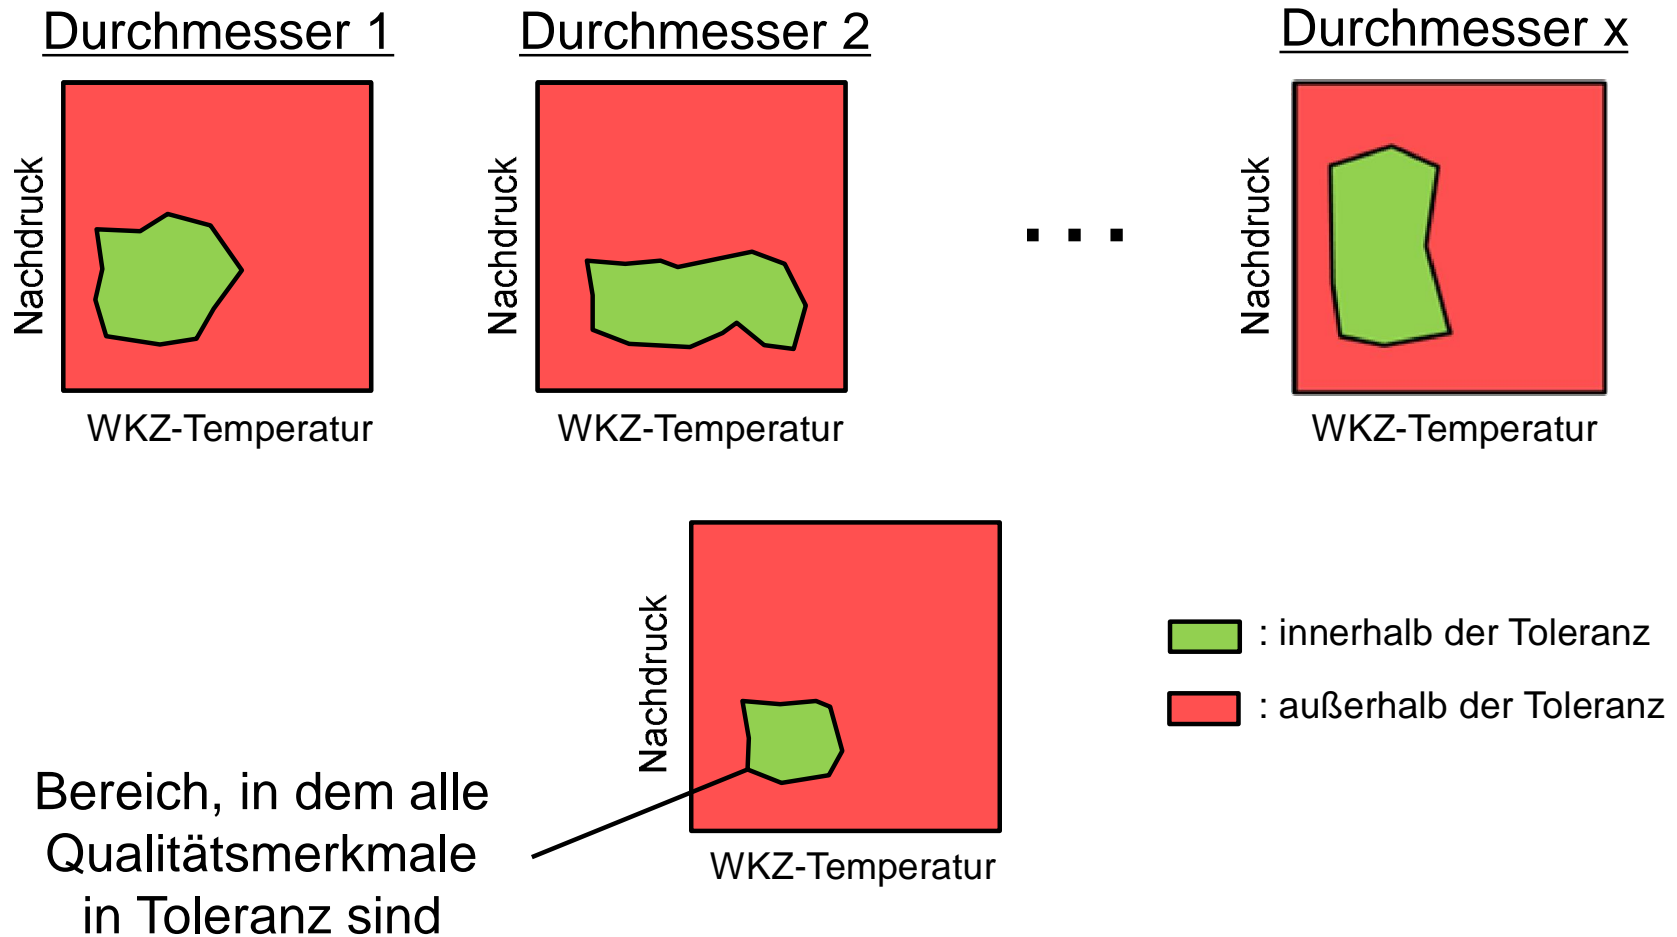 Durchmesser 1
Durchmesser 2
Durchmesser x
Nachdruck
Nachdruck
...
Nachdruck
WKZ-Temperatur
WKZ-Temperatur
WKZ-Temperatur
Nachdruck
: innerhalb der Toleranz
: außerhalb der Toleranz
Bereich, in dem alle
Qualitätsmerkmale
in Toleranz sind
WKZ-Temperatur